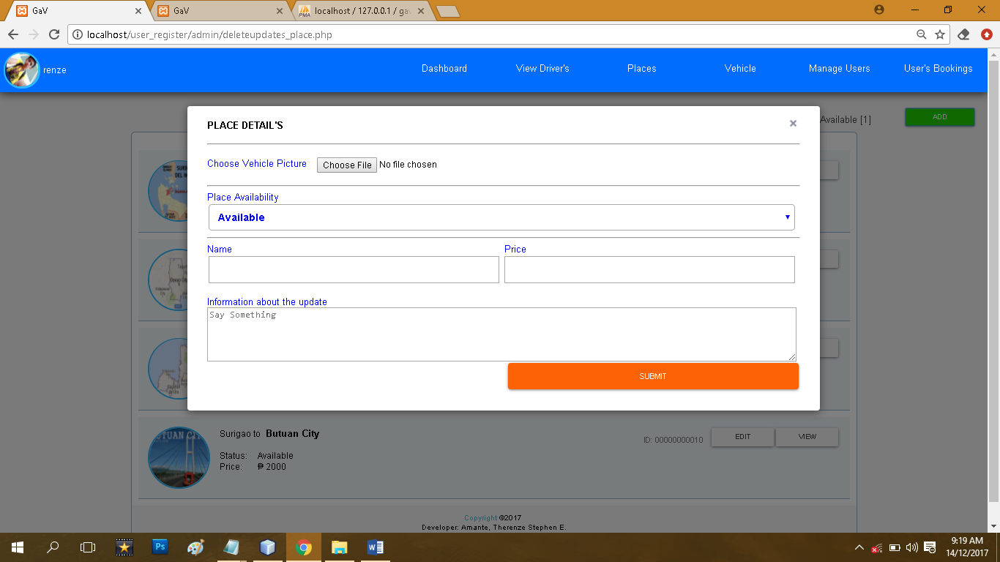 GaV
GaV
localhost / 127.0.0.1 / ga
localhost/user_register/admin/deleteupdates_place.php
renze
Dashboard
View Driver's
Places
Vehicle
Manage Users
User's Bookings
Available [1]
ADD
PLACE DETAIL'S
×
Choose Vehicle Picture
Choose File No file chosen
Place Availability
Available
Name
Price
Information about the update
Say Something
SUBMIT
BUTUAN CIT
Surigao to Butuan City
Status: Available
Price: ₱ 2000
ID: 00000000010
EDIT
VIEW
Copyright ©2017
Developer: Amante, Therenze Stephen E.
9:19 AM
14/12/2017